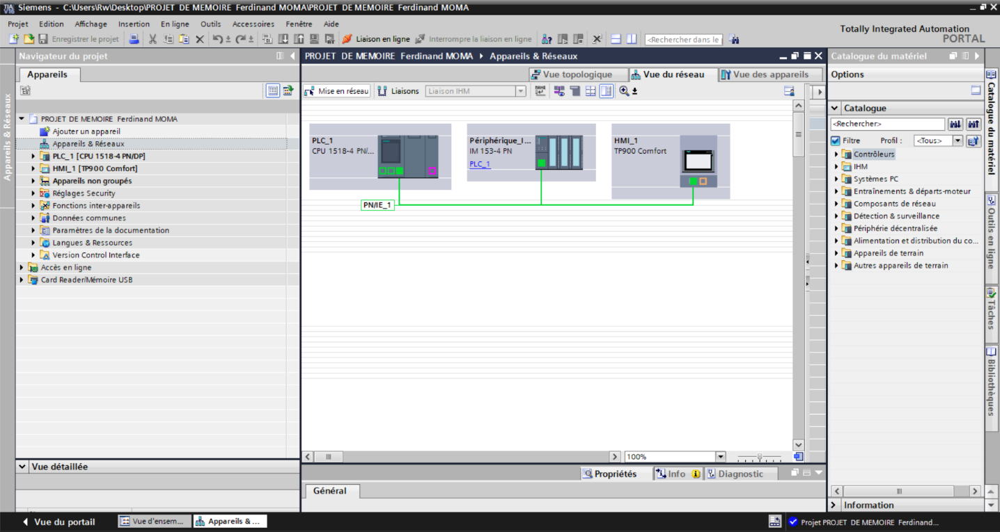 Siemens - C:\Users\Rw\Desktop\PROJET DE MEMOIRE Ferdinand MOMA\PROJET DE MEMOIRE Ferdinand MOMA
Projet Edition Affichage Insertion En ligne Outils Accessoires Fenêtre Aide
Enregistrer le projet Liaison en ligne Interrompre la liaison en ligne <Rechercher dans le
Totally Integrated Automation
PORTAL
Navigateur du projet
Appareils
Appareils & Réseaux
PROJET DE MEMOIRE Ferdinand MOMA
Ajouter un appareil
Appareils & Réseaux
PLC_1 [CPU 1518-4 PN/DP]
HMI_1 [TP900 Comfort]
Appareils non groupés
Réglages Security
Fonctions inter-appareils
Données communes
Paramètres de la documentation
Langues & Ressources
Version Control Interface
Accès en ligne
Card Reader/Mémoire USB
Vue détaillée
PROJET DE MEMOIRE Ferdinand MOMA Appareils & Réseaux
Vue topologique Vue du réseau Vue des appareils
Mise en réseau Liaisons Liaison IHM
PLC_1
CPU 1518-4 PN/...
Périphérique_I...
IM 153-4 PN
PLC_1
HMI_1
TP900 Comfort
PN/IE_1
100%
Propriétés Info Diagnostic
Général
Catalogue du matériel
Options
Catalogue
<Rechercher>
Filtre Profil : <Tous>
Contrôleurs
IHM
Systèmes PC
Entraînements & départs-moteur
Composants de réseau
Détection & surveillance
Périphérie décentralisée
Alimentation et distribution du co...
Appareils de terrain
Autres appareils de terrain
Information
Catalogue du matériel
Outils en ligne
Tâches
Bibliothèques
Vue du portail Vue d'ensem... Appareils & ...
Projet PROJET DE MEMOIRE Ferdinand...